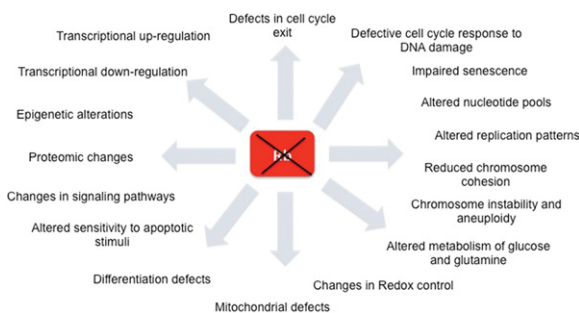 Defects in cell cycle
exit
Transcriptional up-regulation
Defective cell cycle response to
DNA damage
Transcriptional down-regulation
Impaired senescence
Epigenetic alterations
Altered nucleotide pools
Altered replication patterns
Rb
Proteomic changes
Reduced chromosome
cohesion
Changes in signaling pathways
Chromosome instability and
aneuploidy
Altered sensitivity to apoptotic
stimuli
Altered metabolism of glucose
and glutamine
Differentiation defects
Changes in Redox control
Mitochondrial defects